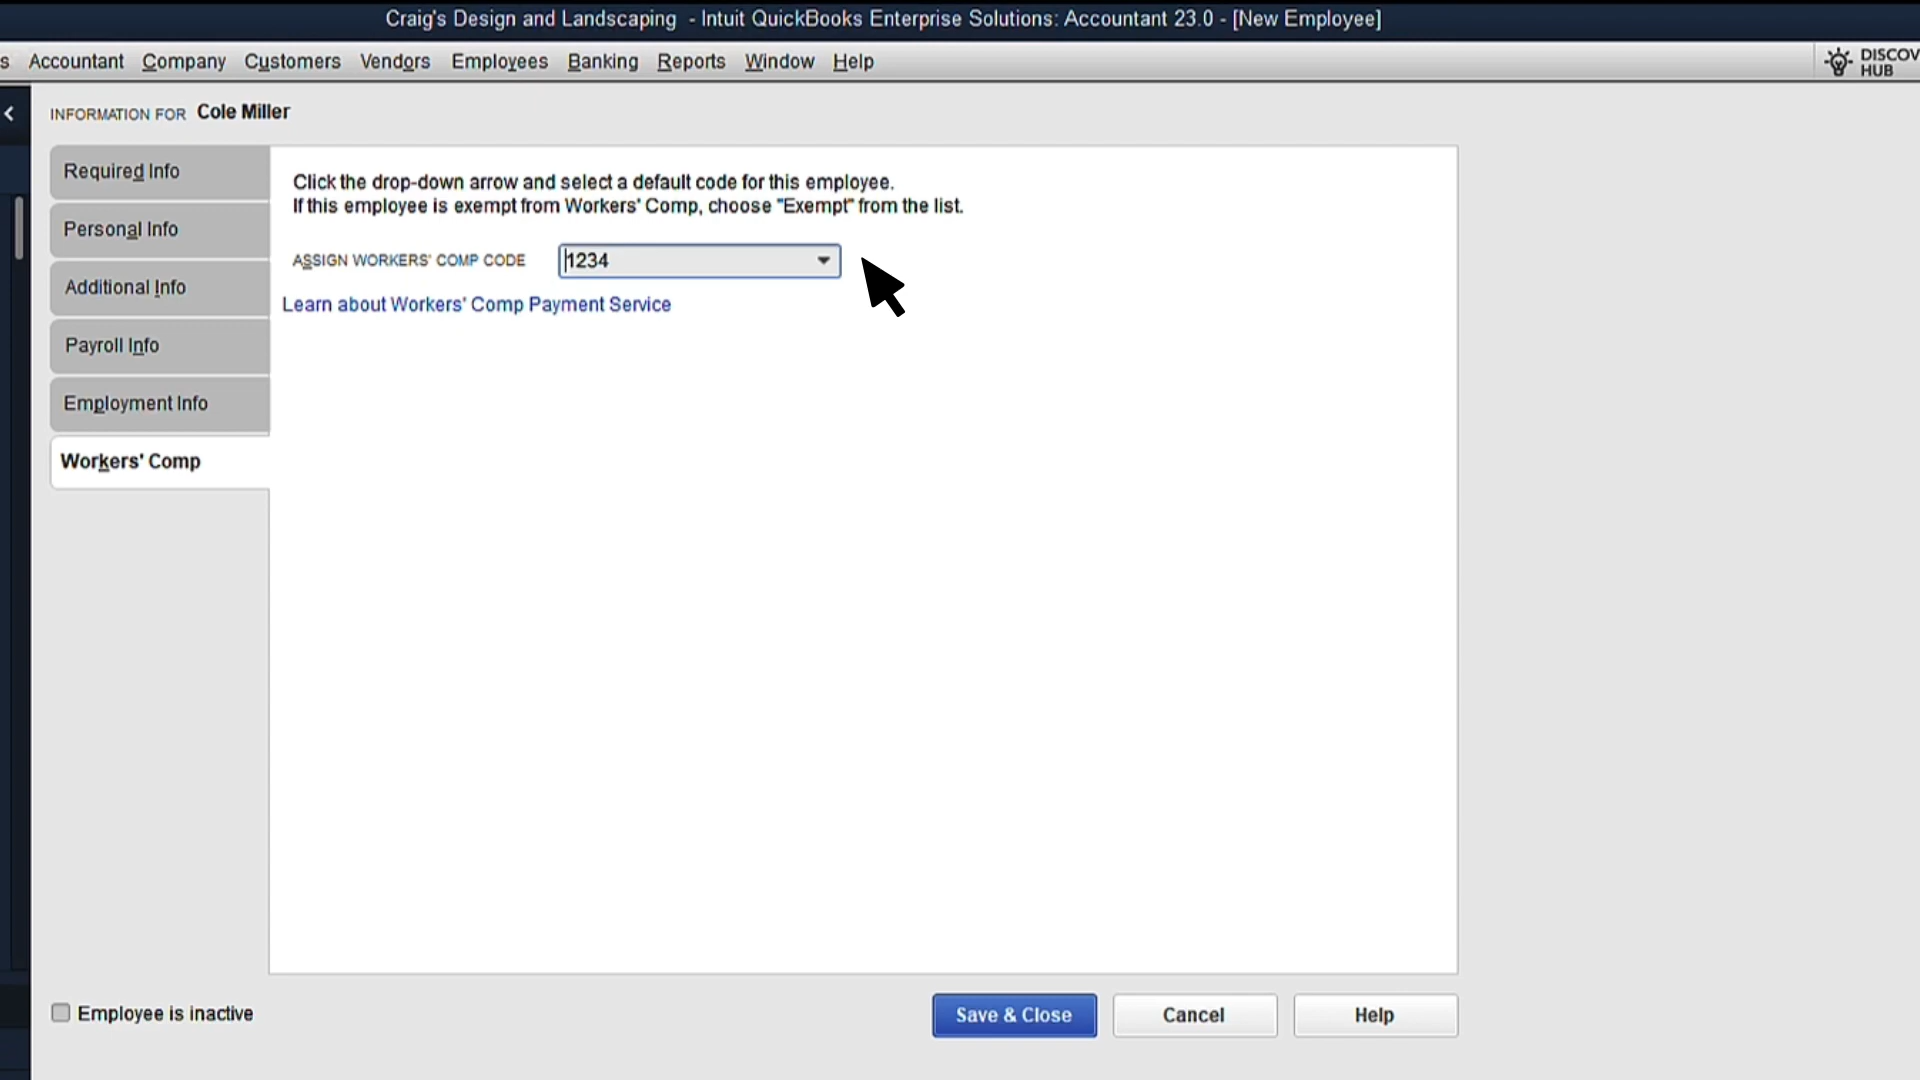 Craig's Design and Landscaping - Intuit QuickBooks Enterprise Solutions: Accountant 23.0 - [New Employee]
s Accountant Company Customers Vendors Employees Banking Reports Window Help
DISCOV
HUB
INFORMATION FOR Cole Miller
Required Info
Personal Info
Additional Info
Payroll Info
Employment Info
Workers' Comp
Click the drop-down arrow and select a default code for this employee.
If this employee is exempt from Workers' Comp, choose "Exempt" from the list.
ASSIGN WORKERS' COMP CODE 1234
Learn about Workers' Comp Payment Service
Employee is inactive
Save & Close Cancel Help